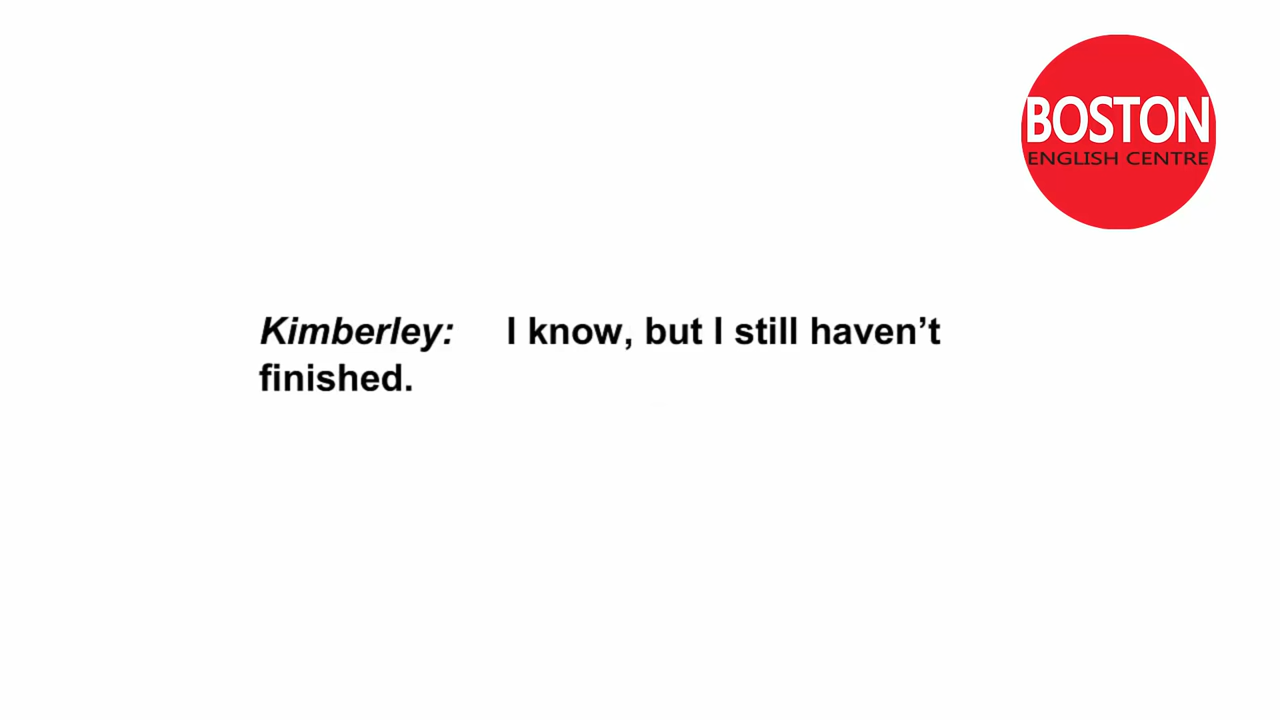 BOSTON
ENGLISH CENTRE
Kimberley: I know, but I still haven’t
finished.